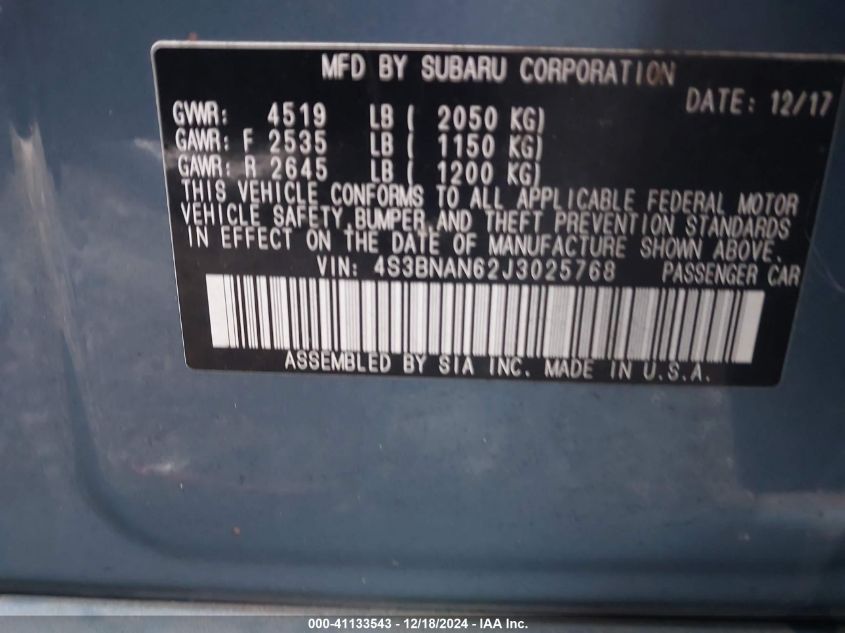 MFD BY SUBARU CORPORATION
DATE: 12/17
GVWR: 4519 LB ( 2050 KG)
GAWR: F 2535 LB ( 1150 KG)
GAWR: R 2645 LB ( 1200 KG)
THIS VEHICLE CONFORMS TO ALL APPLICABLE FEDERAL MOTOR
VEHICLE SAFETY, BUMPER, AND THEFT PREVENTION STANDARDS
IN EFFECT ON THE DATE OF MANUFACTURE SHOWN ABOVE.
VIN: 4S3BNAN62J3025768 PASSENGER CAR
ASSEMBLED BY SIA INC. MADE IN U.S.A.
000-41133543 - 12/18/2024 - IAA Inc.